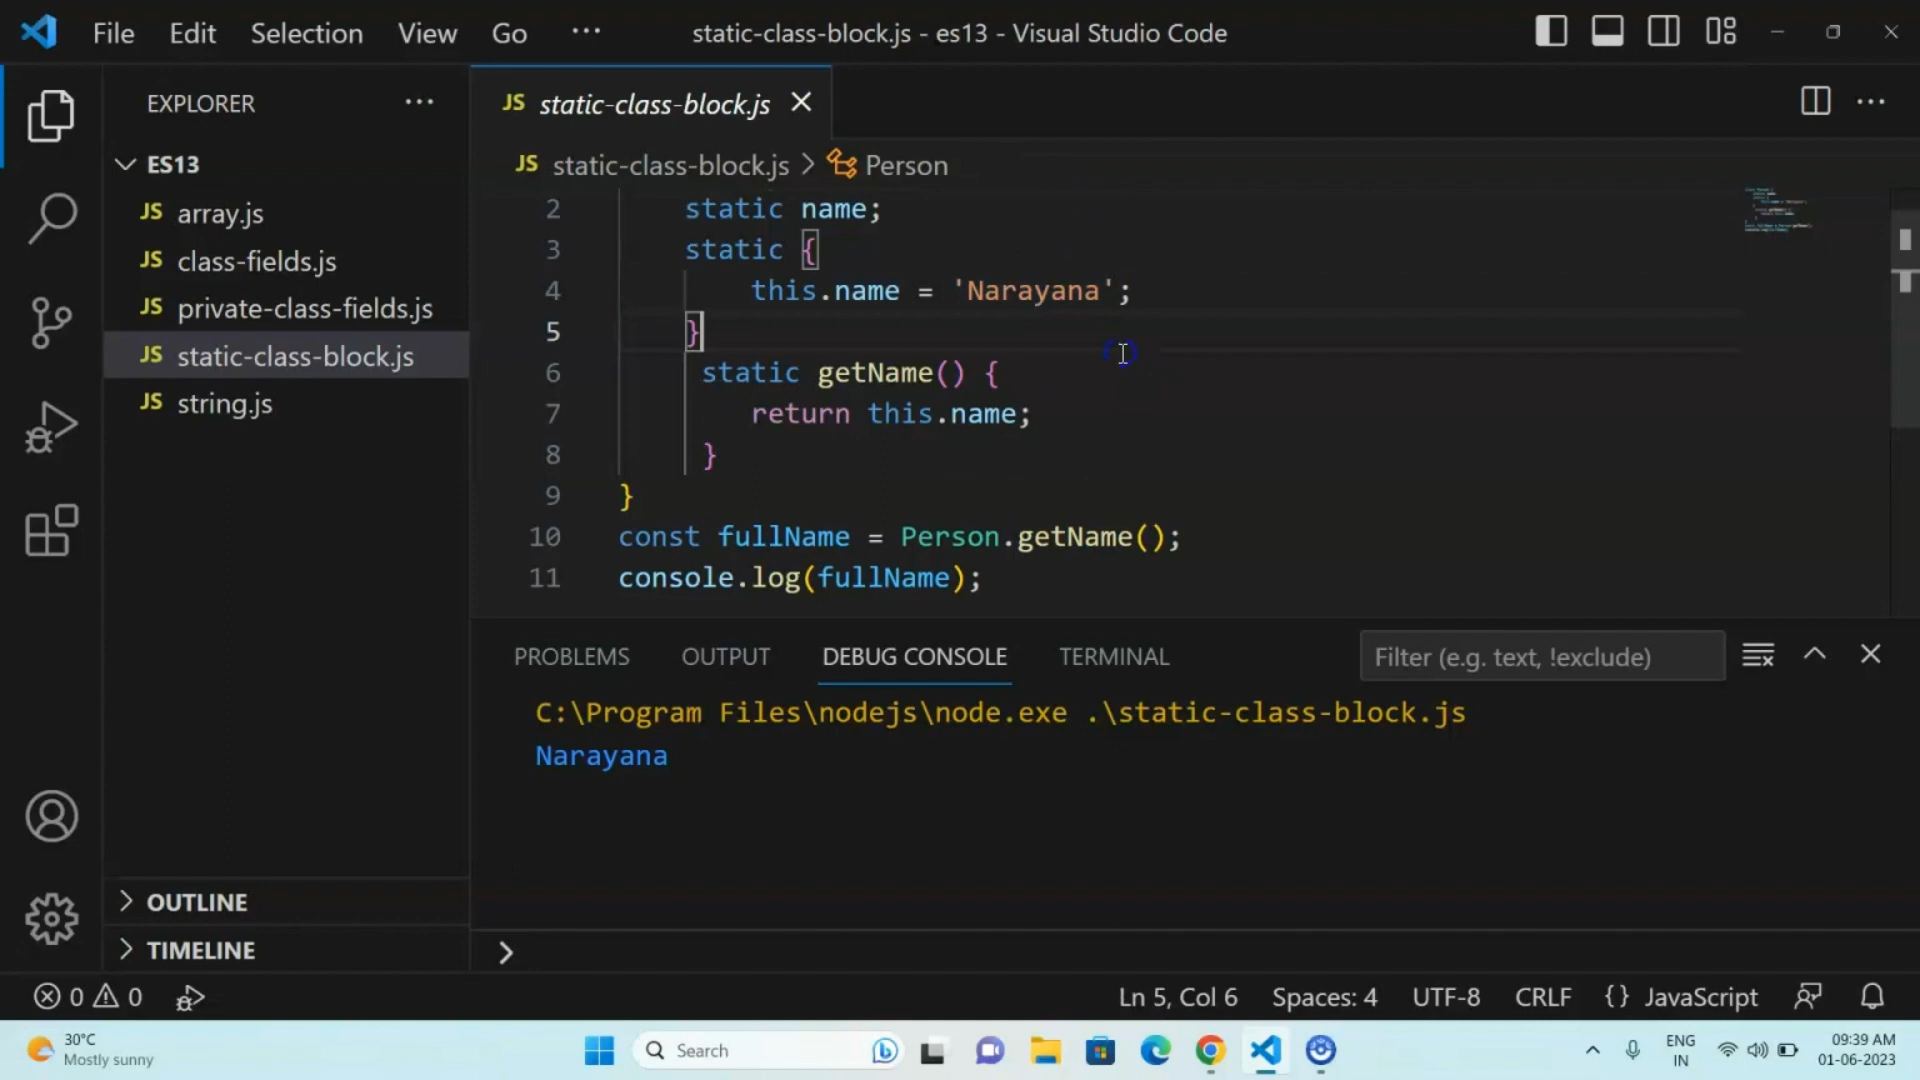 File Edit Selection View Go ··· static-class-block.js - es13 - Visual Studio Code
EXPLORER ···
JS static-class-block.js
JS static-class-block.js > Person
ES13
JS array.js
JS class-fields.js
JS private-class-fields.js
JS static-class-block.js
JS string.js
OUTLINE
TIMELINE
2 static name;
3 static {
4 this.name = 'Narayana';
5 }
6 static getName() {
7 return this.name;
8 }
9 }
10 const fullName = Person.getName();
11 console.log(fullName);
PROBLEMS OUTPUT DEBUG CONSOLE TERMINAL Filter (e.g. text, !exclude)
C:\Program Files\nodejs\node.exe .\static-class-block.js
Narayana
0 0 Ln 5, Col 6 Spaces: 4 UTF-8 CRLF {} JavaScript
30°C
Mostly sunny
Search
ENG
IN
09:39 AM
01-06-2023